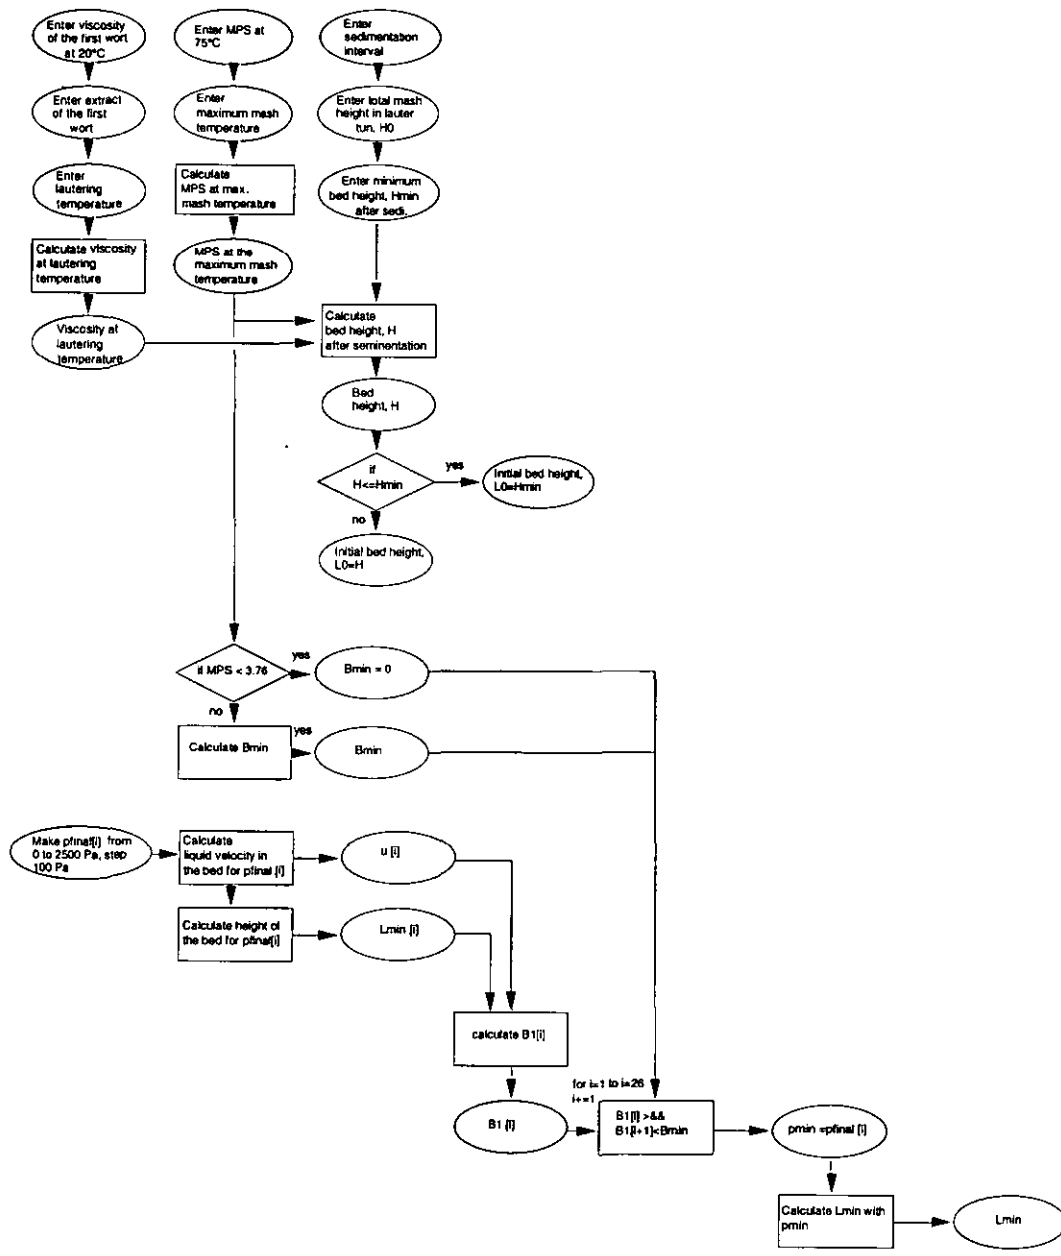 Enter viscosity
of the first wort
at 20°C
Enter MPS at
75°C
Enter
sedimentation
interval
Enter extract
of the first
wort
Enter
maximum mash
temperature
Enter total mash
height in lauter
tun, H0
Enter
lautering
temperature
Calculate
MPS at max.
mash temperature
Enter minimum
bed height, Hmin
after sedi.
Calculate viscosity
at lautering
temperature
MPS at the
maximum mash
temperature
Viscosity at
lautering
temperature
Calculate
bed height, H
after seminentation
Bed
height, H
if
H<=Hmin
yes
Initial bed height,
L0=Hmin
no
Initial bed height,
L0=H
if MPS < 3.76
yes
Bmin = 0
no
Calculate Bmin
yes
Bmin
Make pfinal[i] from
0 to 2500 Pa, step
100 Pa
Calculate
liquid velocity in
the bed for pfinal.[i]
u [i]
Calculate height of
the bed for pfinal[i]
Lmin [i]
calculate B1[i]
B1 [i]
for i=1 to i=26
i+=1
B1[i] >&&
B1[i+1]<Bmin
pmin =pfinal [i]
Calculate Lmin with
pmin
Lmin